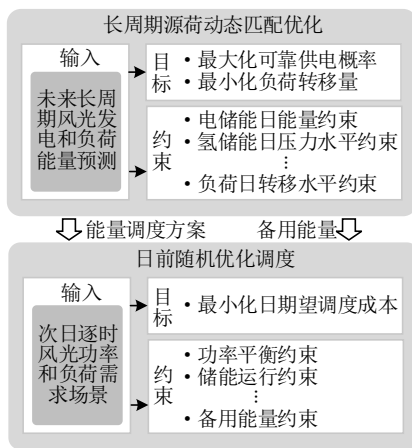 长周期源荷动态匹配优化
输入
未来长周
期风光发
电和负荷
能量预测
目
标
• 最大化可靠供电概率
• 最小化负荷转移量
约
束
• 电储能日能量约束
• 氢储能日压力水平约束
⋮
• 负荷日转移水平约束
能量调度方案
备用能量
日前随机优化调度
输入
次日逐时
风光功率
和负荷需
求场景
目
标
• 最小化日期望调度成本
约
束
• 功率平衡约束
• 储能运行约束
⋮
• 备用能量约束